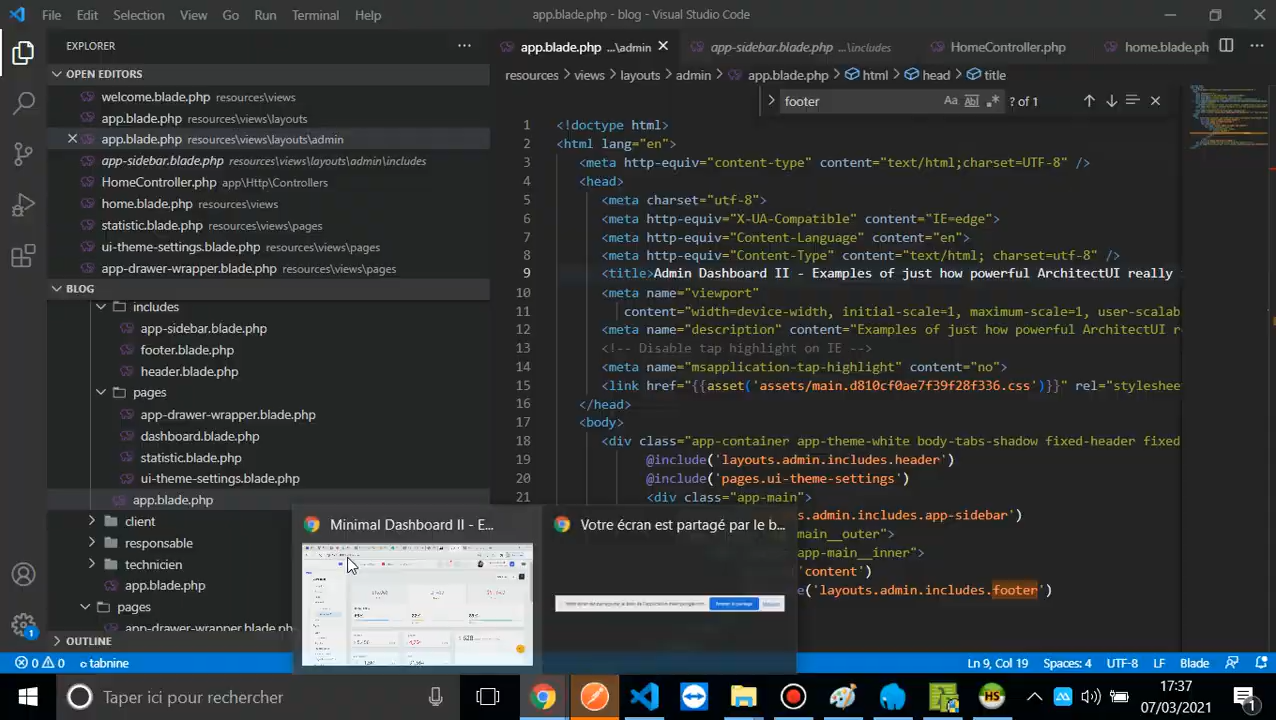 File Edit Selection View Go Run Terminal Help
app.blade.php - blog - Visual Studio Code
EXPLORER
OPEN EDITORS
welcome.blade.php resources\views
app.blade.php resources\views\layouts
.blade.php resources\views\layouts\admin
app-sidebar.blade.php resources\views\layouts\admin\includes
HomeController.php app\Http\Controllers
home.blade.php resources\views
statistic.blade.php resources\views\pages
ui-theme-settings.blade.php resources\views\pages
app-drawer-wrapper.blade.php resources\views\pages
BLOG
includes
app-sidebar.blade.php
footer.blade.php
header.blade.php
pages
app-drawer-wrapper.blade.php
dashboard.blade.php
statistic.blade.php
ui-theme-settings.blade.php
app.blade.php
client
responsable
technicien
app.blade.php
pages
app-drawer-wrapper.blade.php
OUTLINE
app.blade.php ...\admin
app-sidebar.blade.php ...\includes
HomeController.php
home.blade.ph
resources > views > layouts > admin > app.blade.php > html > head > title
footer
? of 1
<!doctype html>
2 <html lang="en">
3 <meta http-equiv="content-type" content="text/html;charset=UTF-8" />
4 <head>
5 <meta charset="utf-8">
6 <meta http-equiv="X-UA-Compatible" content="IE=edge">
7 <meta http-equiv="Content-Language" content="en">
8 <meta http-equiv="Content-Type" content="text/html; charset=utf-8" />
9 <title>Admin Dashboard II - Examples of just how powerful ArchitectUI really
10 <meta name="viewport"
11 content="width=device-width, initial-scale=1, maximum-scale=1, user-scalab
12 <meta name="description" content="Examples of just how powerful ArchitectUI r
13 <!-- Disable tap highlight on IE -->
14 <meta name="msapplication-tap-highlight" content="no">
15 <link href="{{asset('assets/main.d810cf0ae7f39f28f336.css')}}" rel="styleshee
16 </head>
17 <body>
18 <div class="app-container app-theme-white body-tabs-shadow fixed-header fixed
19 @include('layouts.admin.includes.header')
20 @include('pages.ui-theme-settings')
21 <div class="app-main">
s.admin.includes.app-sidebar')
app-main__outer">
app-main__inner">
'content')
e('layouts.admin.includes.footer')
Minimal Dashboard II - E...
Votre écran est partagé par le b...
0 0
tabnine
Ln 9, Col 19 Spaces: 4 UTF-8 LF Blade
Taper ici pour rechercher
HS
17:37
07/03/2021
1